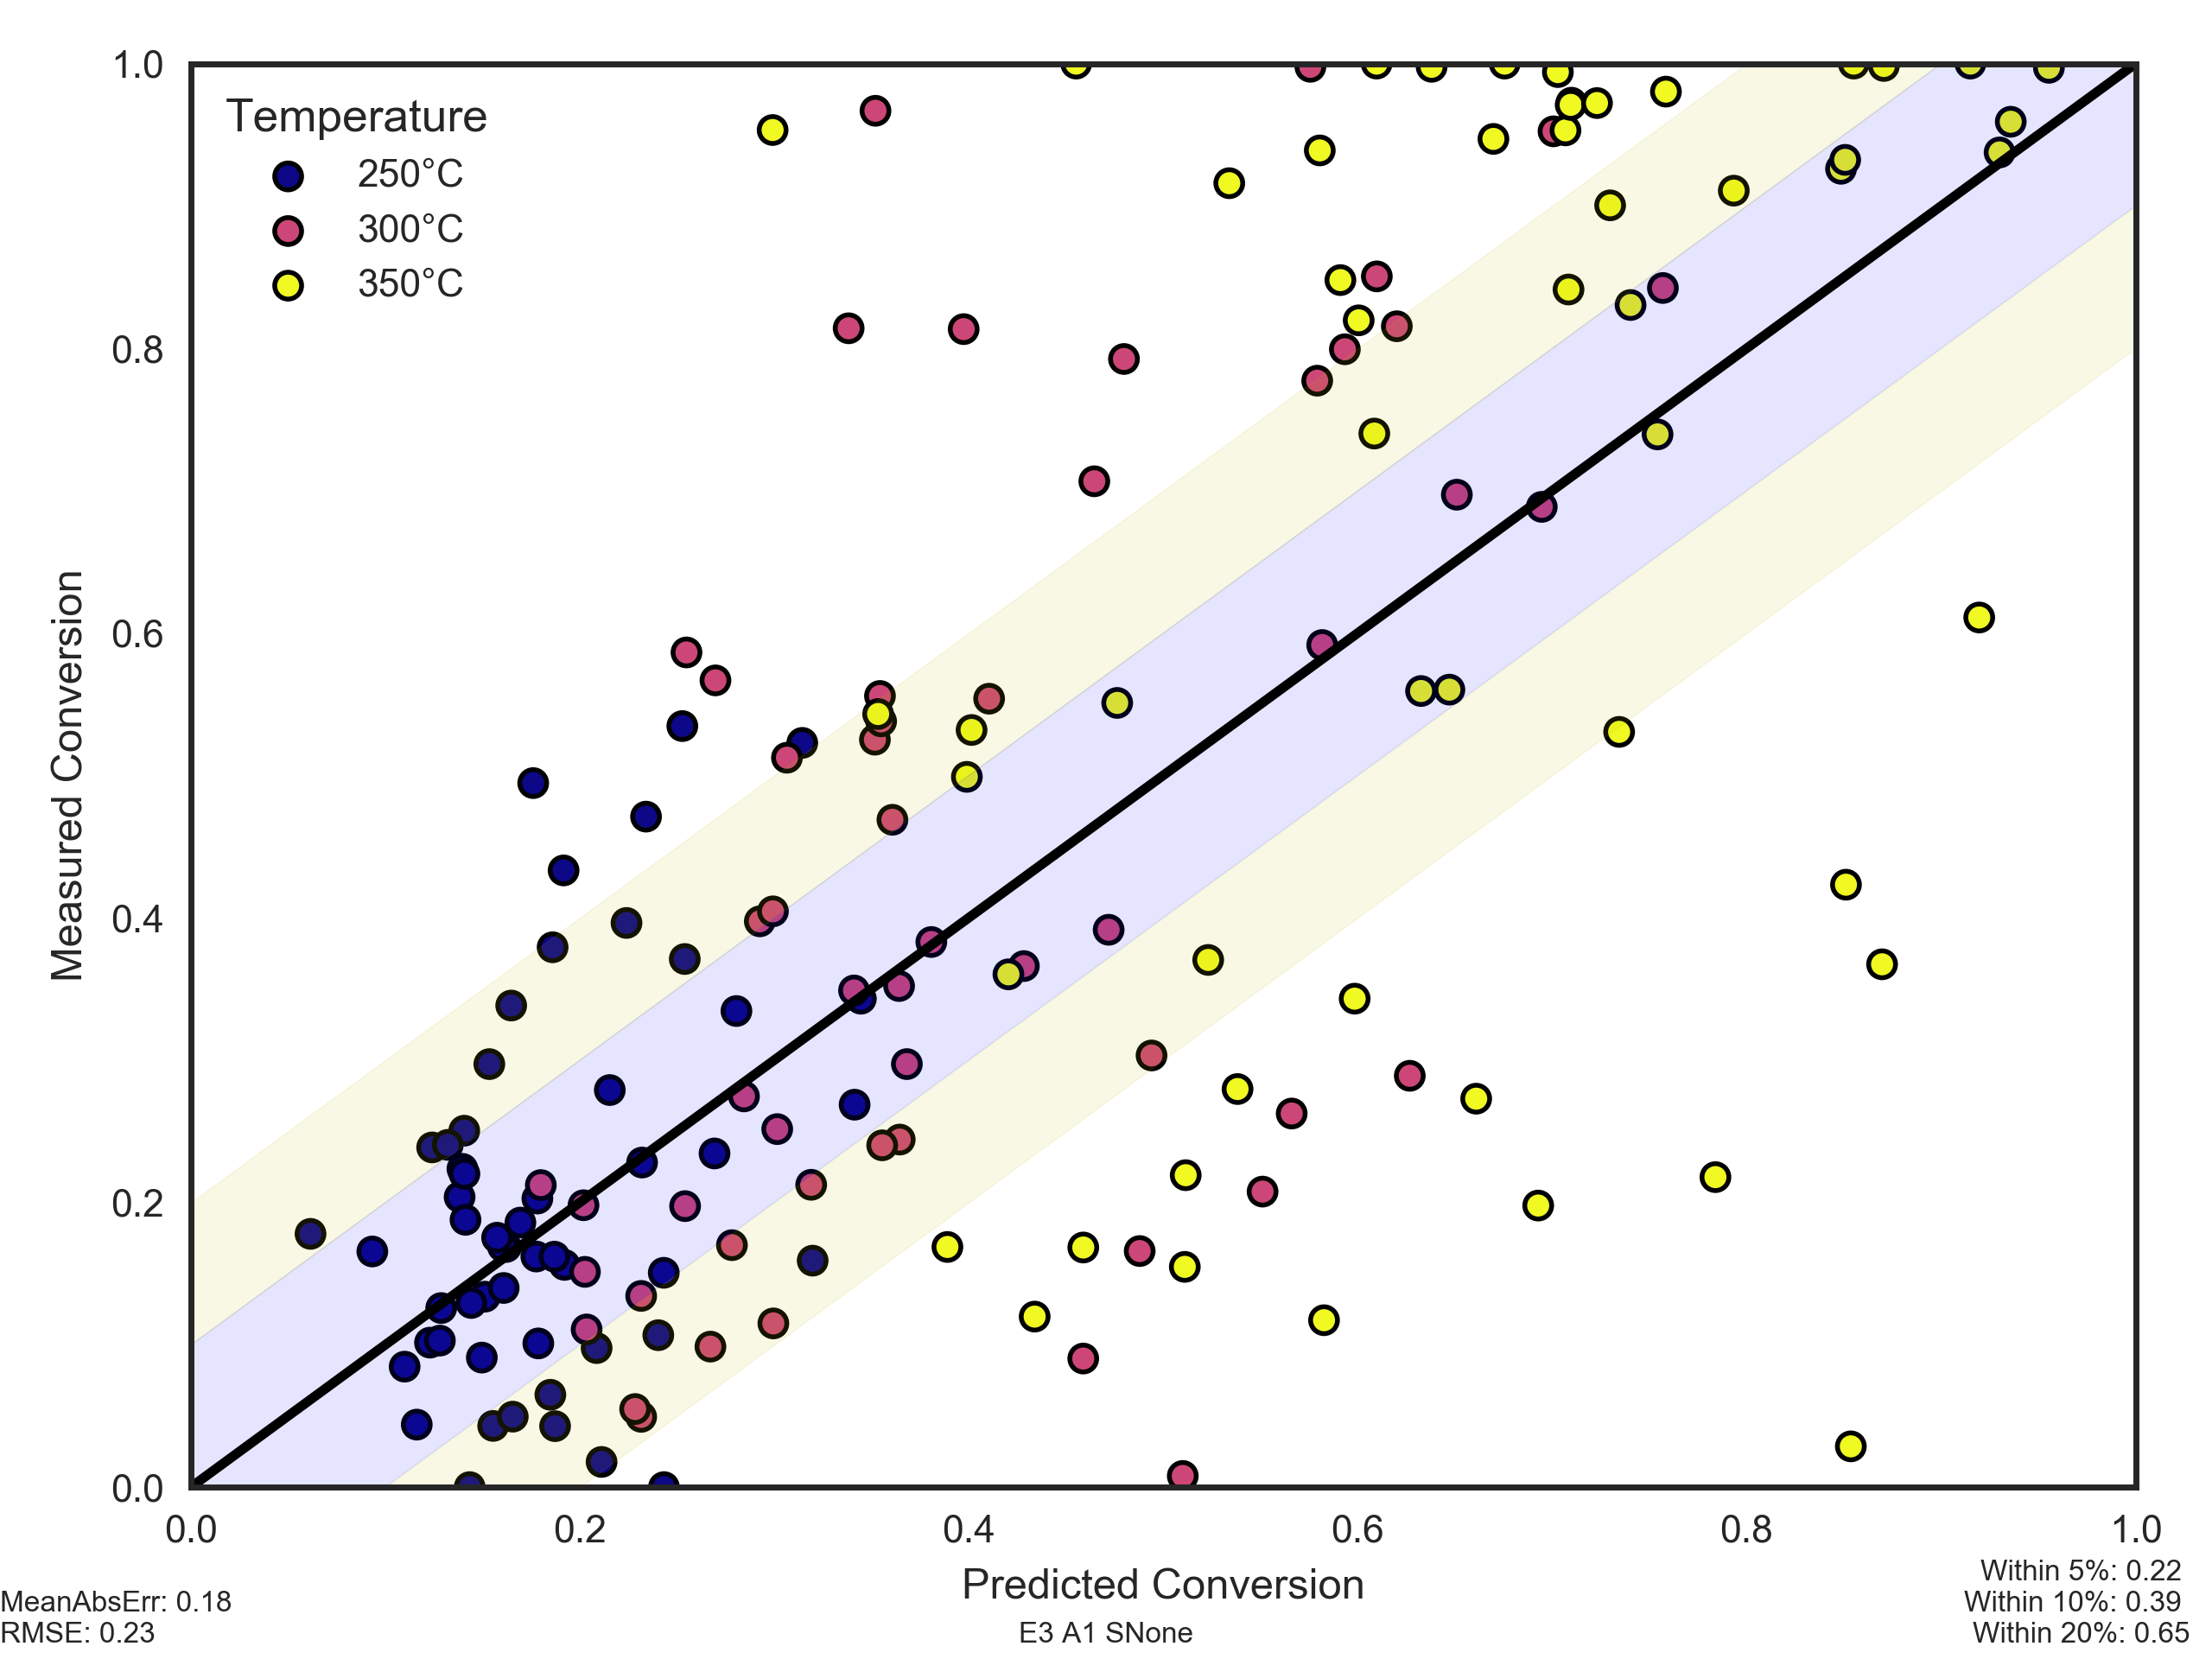 Temperature
250°C
300°C
350°C
1.0
0.8
0.6
0.4
0.2
0.0
Measured Conversion
0.0 0.2 0.4 0.6 0.8 1.0
Predicted Conversion
E3 A1 SNone
MeanAbsErr: 0.18
RMSE: 0.23
Within 5%: 0.22
Within 10%: 0.39
Within 20%: 0.65